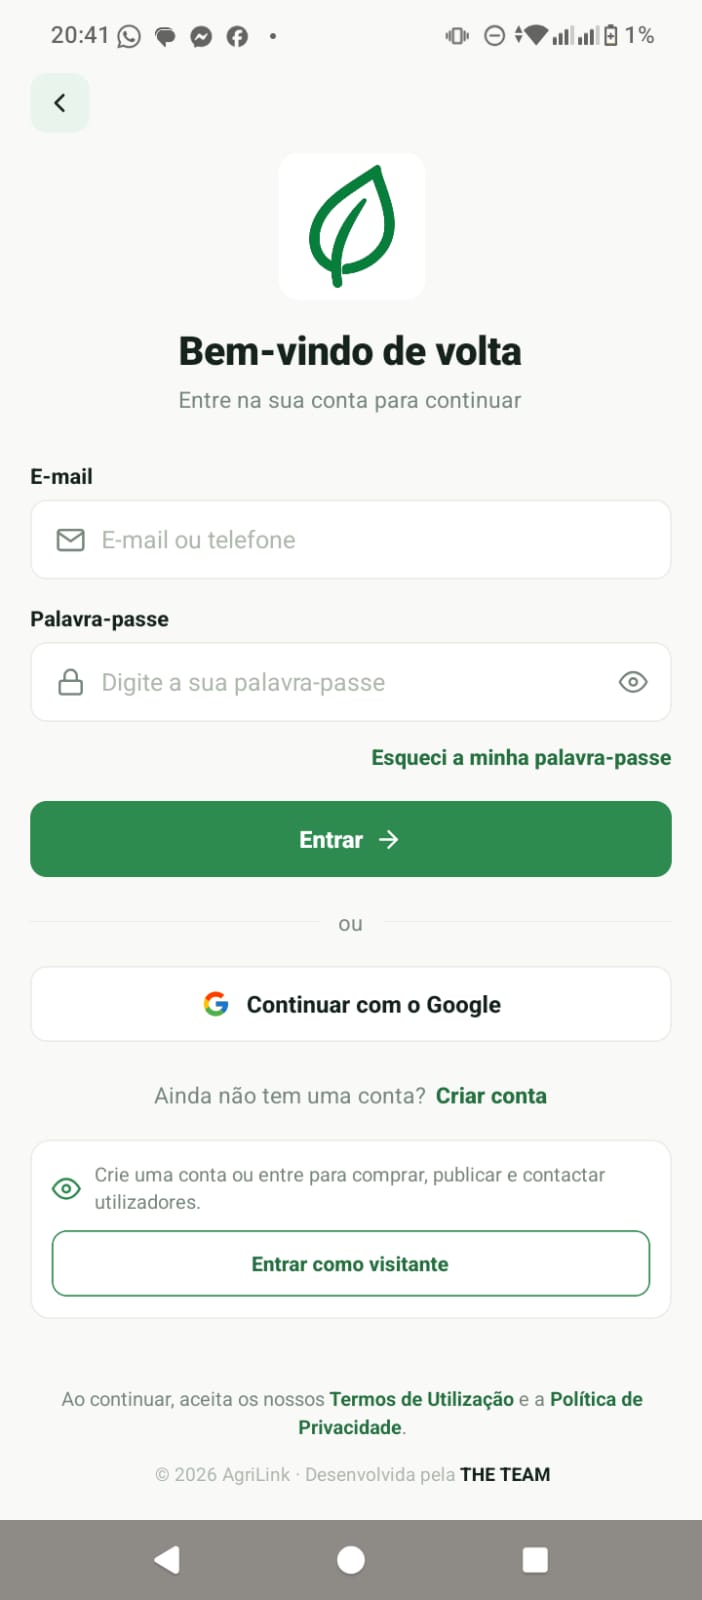 20:41
1%
Bem-vindo de volta
Entre na sua conta para continuar
E-mail
E-mail ou telefone
Palavra-passe
Digite a sua palavra-passe
Esqueci a minha palavra-passe
Entrar →
ou
Continuar com o Google
Ainda não tem uma conta? Criar conta
Crie uma conta ou entre para comprar, publicar e contactar
utilizadores.
Entrar como visitante
Ao continuar, aceita os nossos Termos de Utilização e a Política de
Privacidade.
© 2026 AgriLink · Desenvolvida pela THE TEAM